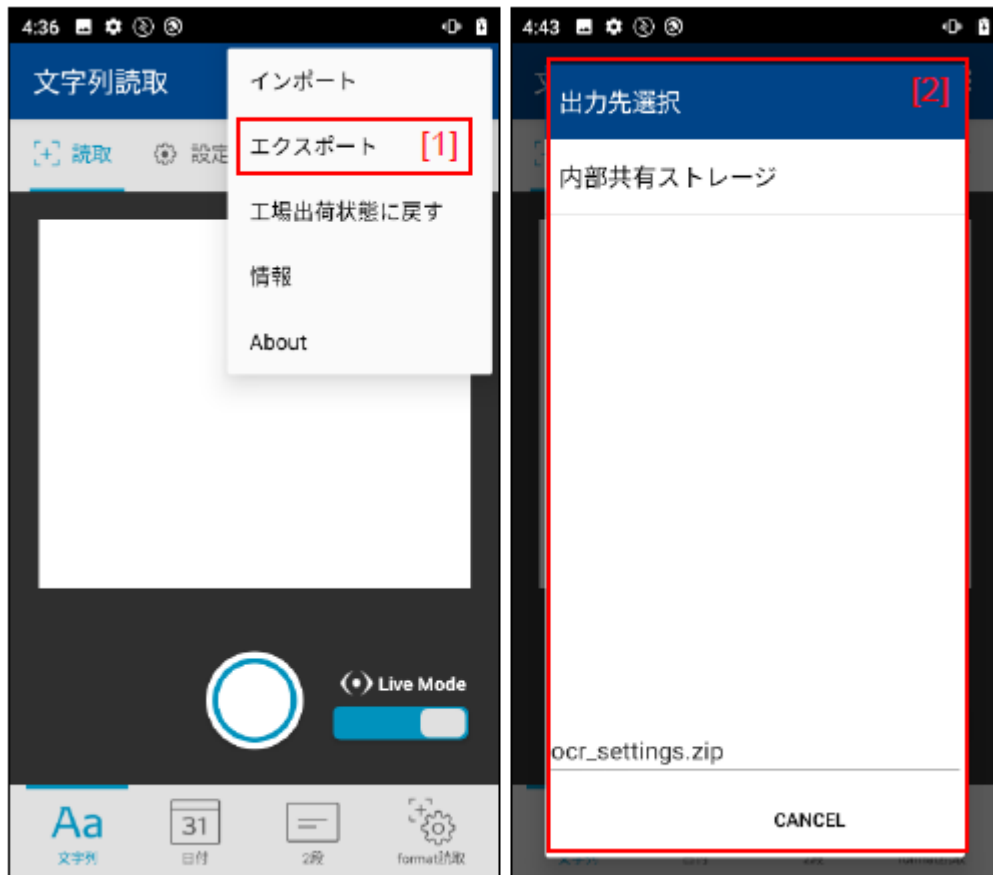 4:36
文字列読取
インポート
[+] 読取 設定
エクスポート [1]
工場出荷状態に戻す
情報
About
Live Mode
Aa 31
文字列 日付 2段 format読取
4:43
出力先選択 [2]
内部共有ストレージ
ocr_settings.zip
CANCEL